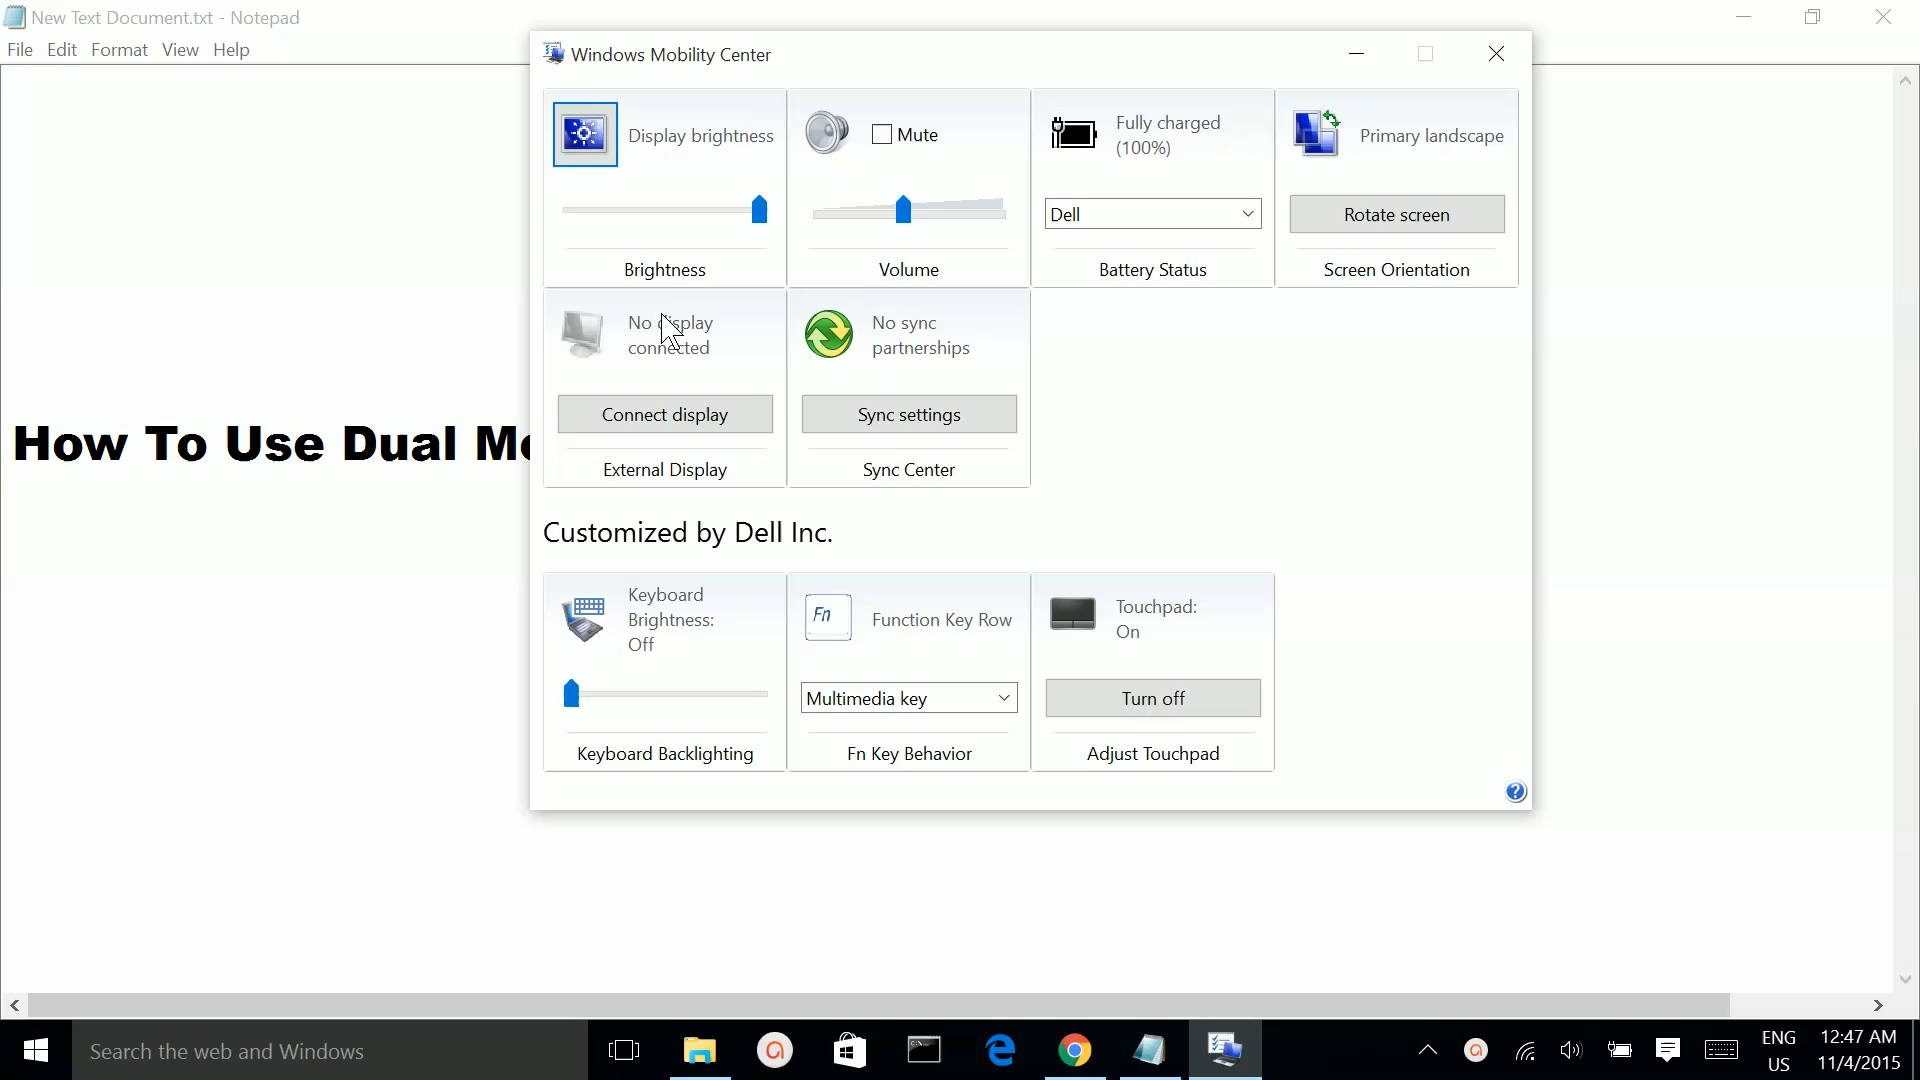 New Text Document.txt - Notepad
File Edit Format View Help
Windows Mobility Center
Display brightness
Brightness
Mute
Volume
Fully charged
(100%)
Dell
Battery Status
Primary landscape
Rotate screen
Screen Orientation
No display
connected
Connect display
External Display
No sync
partnerships
Sync settings
Sync Center
How To Use Dual Mo
Customized by Dell Inc.
Keyboard
Brightness:
Off
Keyboard Backlighting
Fn
Function Key Row
Multimedia key
Fn Key Behavior
Touchpad:
On
Turn off
Adjust Touchpad
Search the web and Windows
ENG
US
12:47 AM
11/4/2015